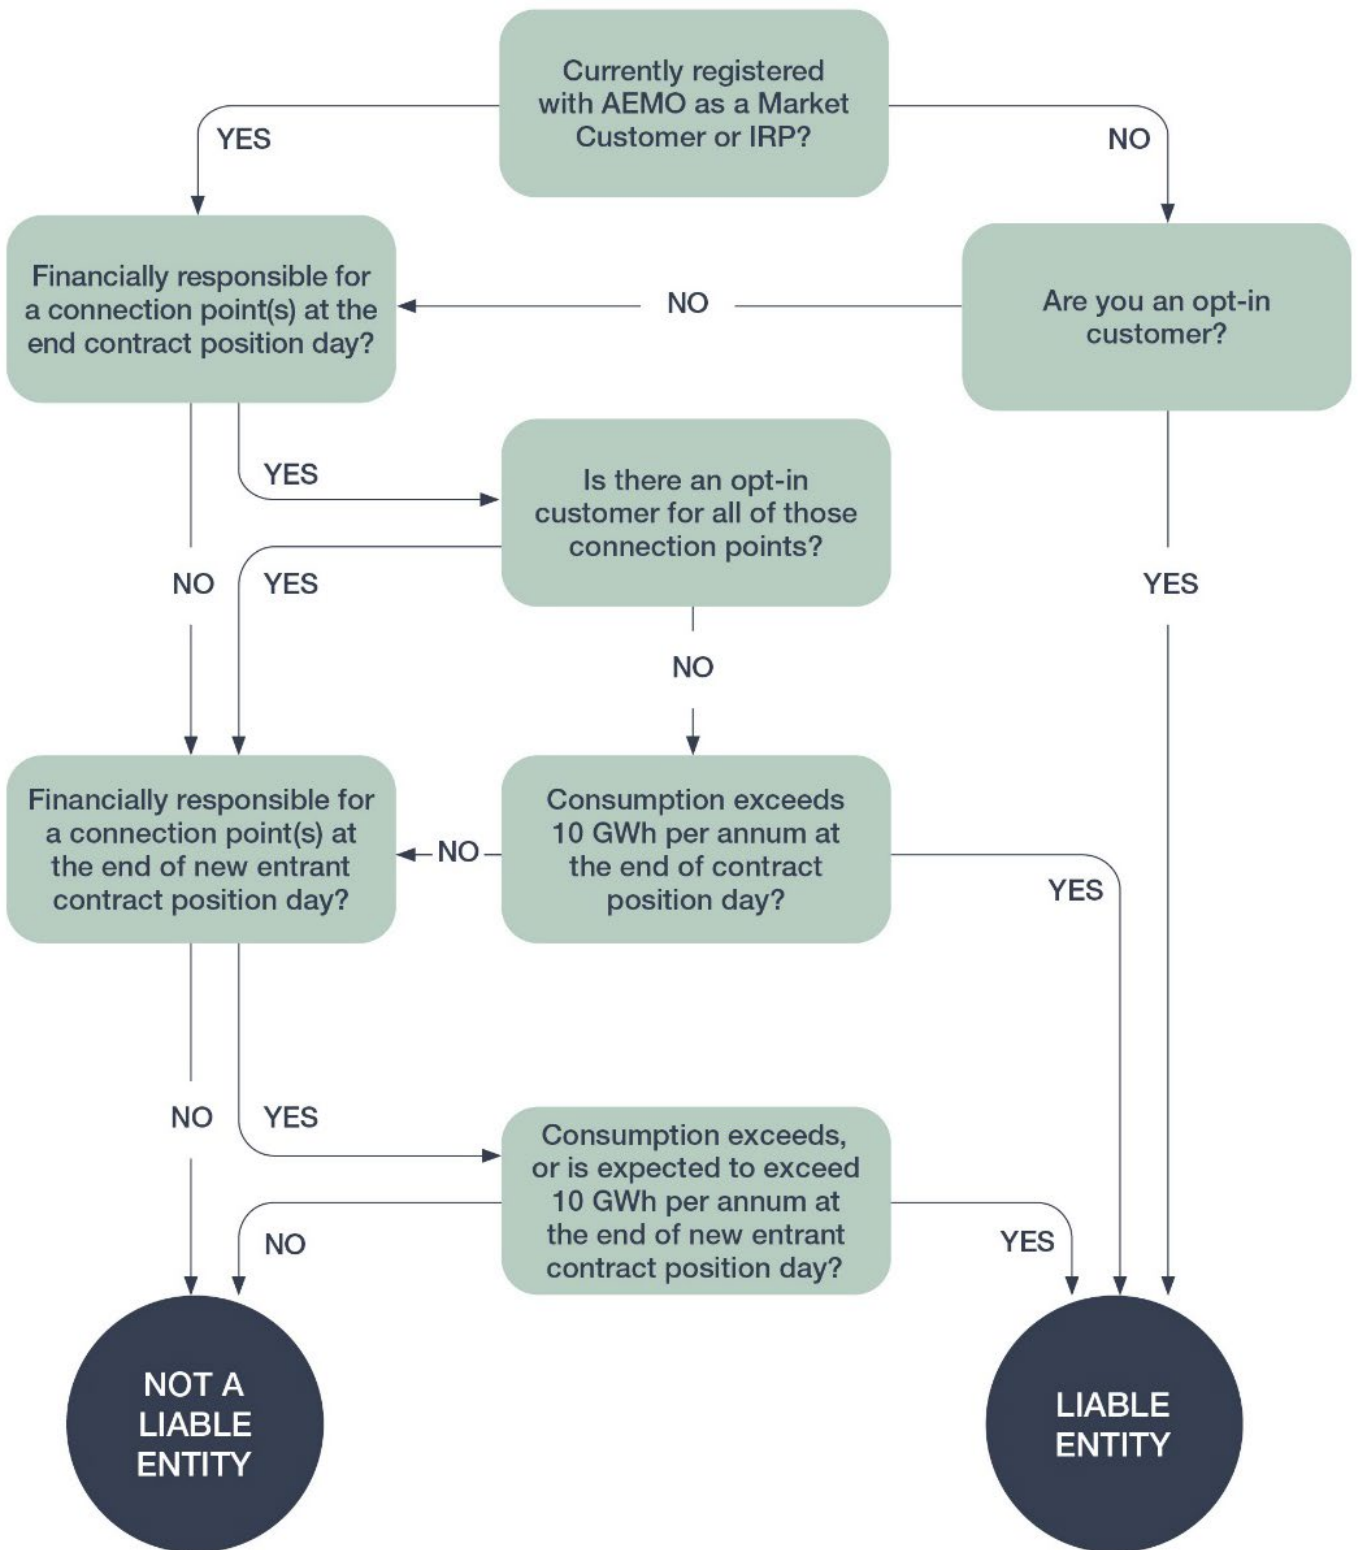 Currently registered
with AEMO as a Market
Customer or IRP?
YES
NO
Financially responsible for
a connection point(s) at the
end contract position day?
NO
Are you an opt-in
customer?
YES
Is there an opt-in
customer for all of those
connection points?
NO
YES
YES
NO
Financially responsible for
a connection point(s) at
the end of new entrant
contract position day?
NO
Consumption exceeds
10 GWh per annum at
the end of contract
position day?
YES
NO
YES
Consumption exceeds,
or is expected to exceed
10 GWh per annum at
the end of new entrant
contract position day?
NO
YES
NOT A
LIABLE
ENTITY
LIABLE
ENTITY